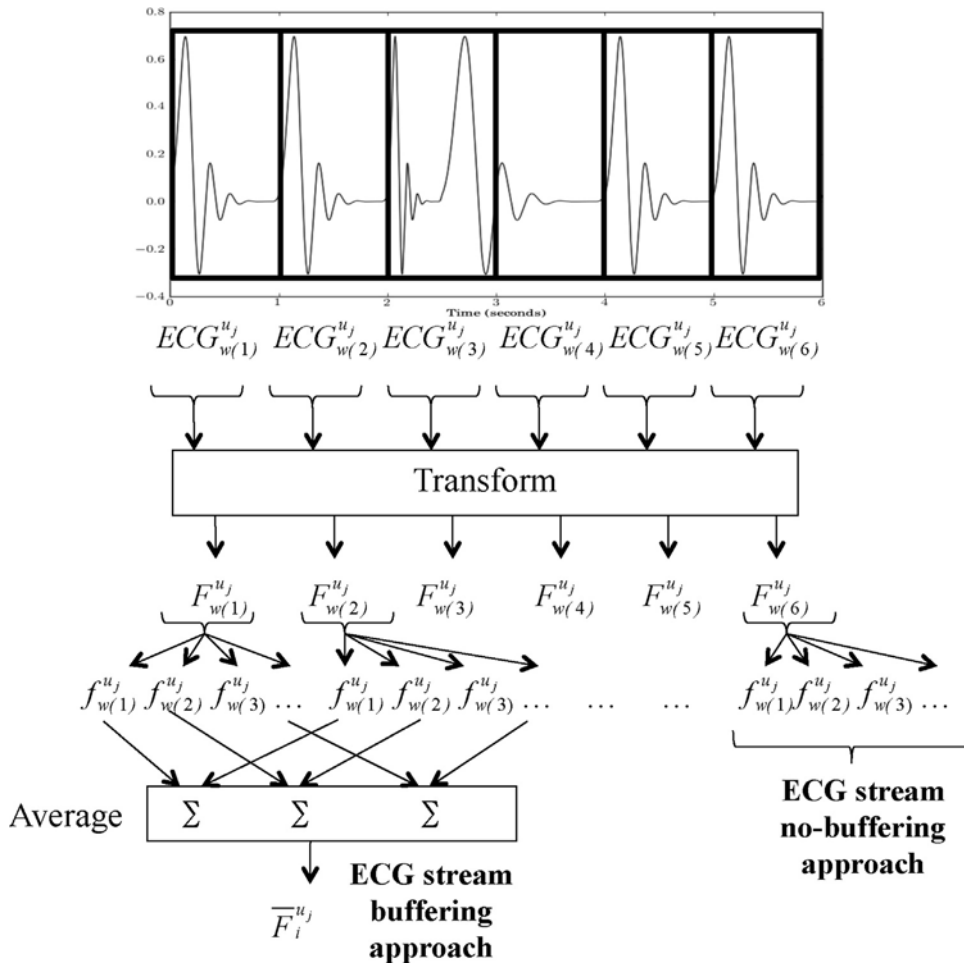 0.8
0.6
0.4
0.2
0.0
−0.2
−0.4
0 1 2 3 4 5 6
Time (seconds)
ECG^{u_j}_{w(1)} ECG^{u_j}_{w(2)} ECG^{u_j}_{w(3)} ECG^{u_j}_{w(4)} ECG^{u_j}_{w(5)} ECG^{u_j}_{w(6)}
Transform
F^{u_j}_{w(1)} F^{u_j}_{w(2)} F^{u_j}_{w(3)} F^{u_j}_{w(4)} F^{u_j}_{w(5)} F^{u_j}_{w(6)}
f^{u_j}_{w(1)} f^{u_j}_{w(2)} f^{u_j}_{w(3)} ... f^{u_j}_{w(1)} f^{u_j}_{w(2)} f^{u_j}_{w(3)} ... ... ... f^{u_j}_{w(1)} f^{u_j}_{w(2)} f^{u_j}_{w(3)} ...
Average Σ Σ Σ
ECG stream
no-buffering
approach
ECG stream
buffering
approach
F̅^{u_j}_i